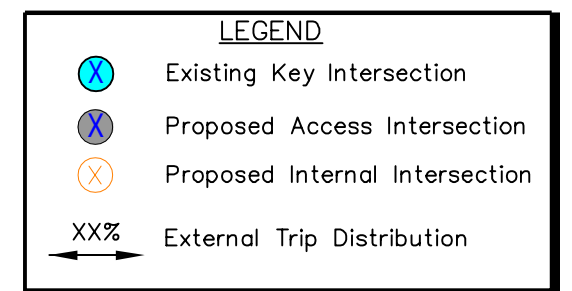 LEGEND
X Existing Key Intersection
X Proposed Access Intersection
X Proposed Internal Intersection
XX% External Trip Distribution